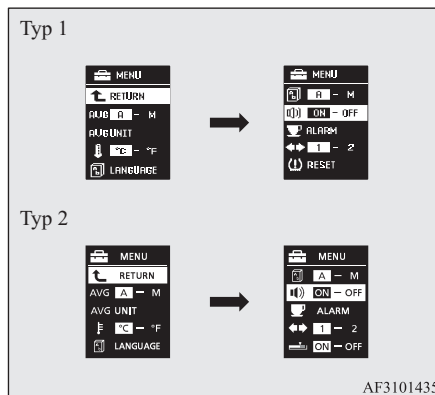 Typ 1
MENU
RETURN
AVG A - M
AVG UNIT
°C - °F
LANGUAGE
MENU
A - M
ON - OFF
ALARM
1 - 2
RESET
Typ 2
MENU
RETURN
AVG A - M
AVG UNIT
°C - °F
LANGUAGE
MENU
A - M
ON - OFF
ALARM
1 - 2
ON - OFF
AF3101435